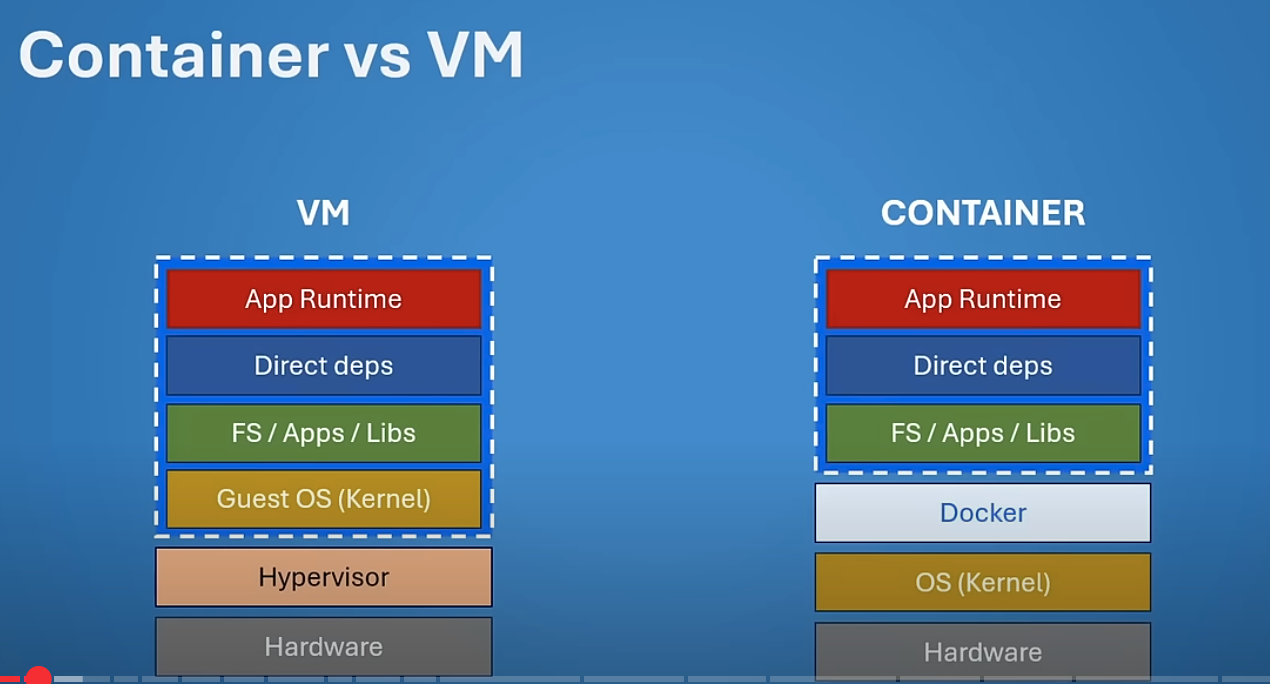 Container vs VM
VM
App Runtime
Direct deps
FS / Apps / Libs
Guest OS (Kernel)
Hypervisor
Hardware
CONTAINER
App Runtime
Direct deps
FS / Apps / Libs
Docker
OS (Kernel)
Hardware